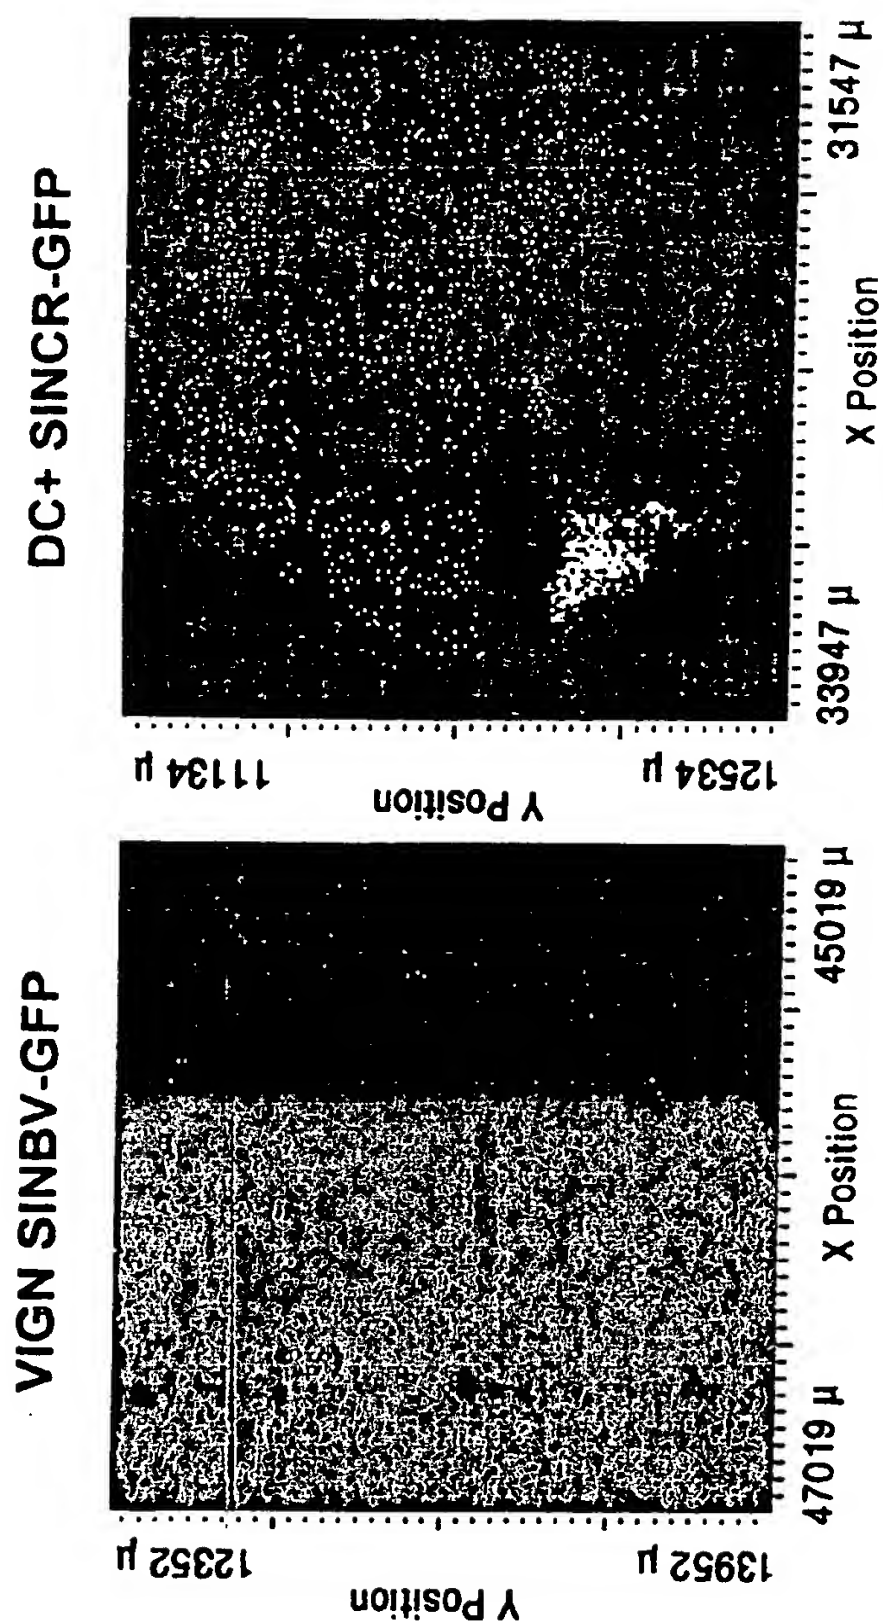 VIGN SINBV-GFP
12352 µ
13952 µ
Y Position
47019 µ
45019 µ
X Position
DC+ SINCR-GFP
11134 µ
12534 µ
Y Position
33947 µ
31547 µ
X Position